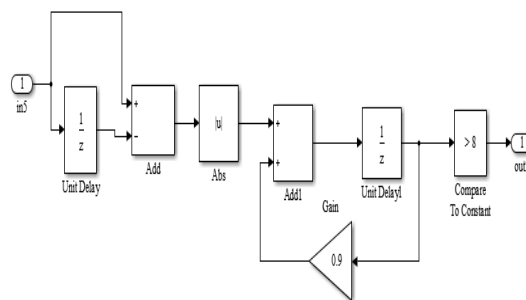 1
in5
1
z
Unit Delay
+
−
Add
|u|
Abs
+
+
Add1
Gain
0.9
1
z
Unit Delay1
> 8
Compare
To Constant
1
out